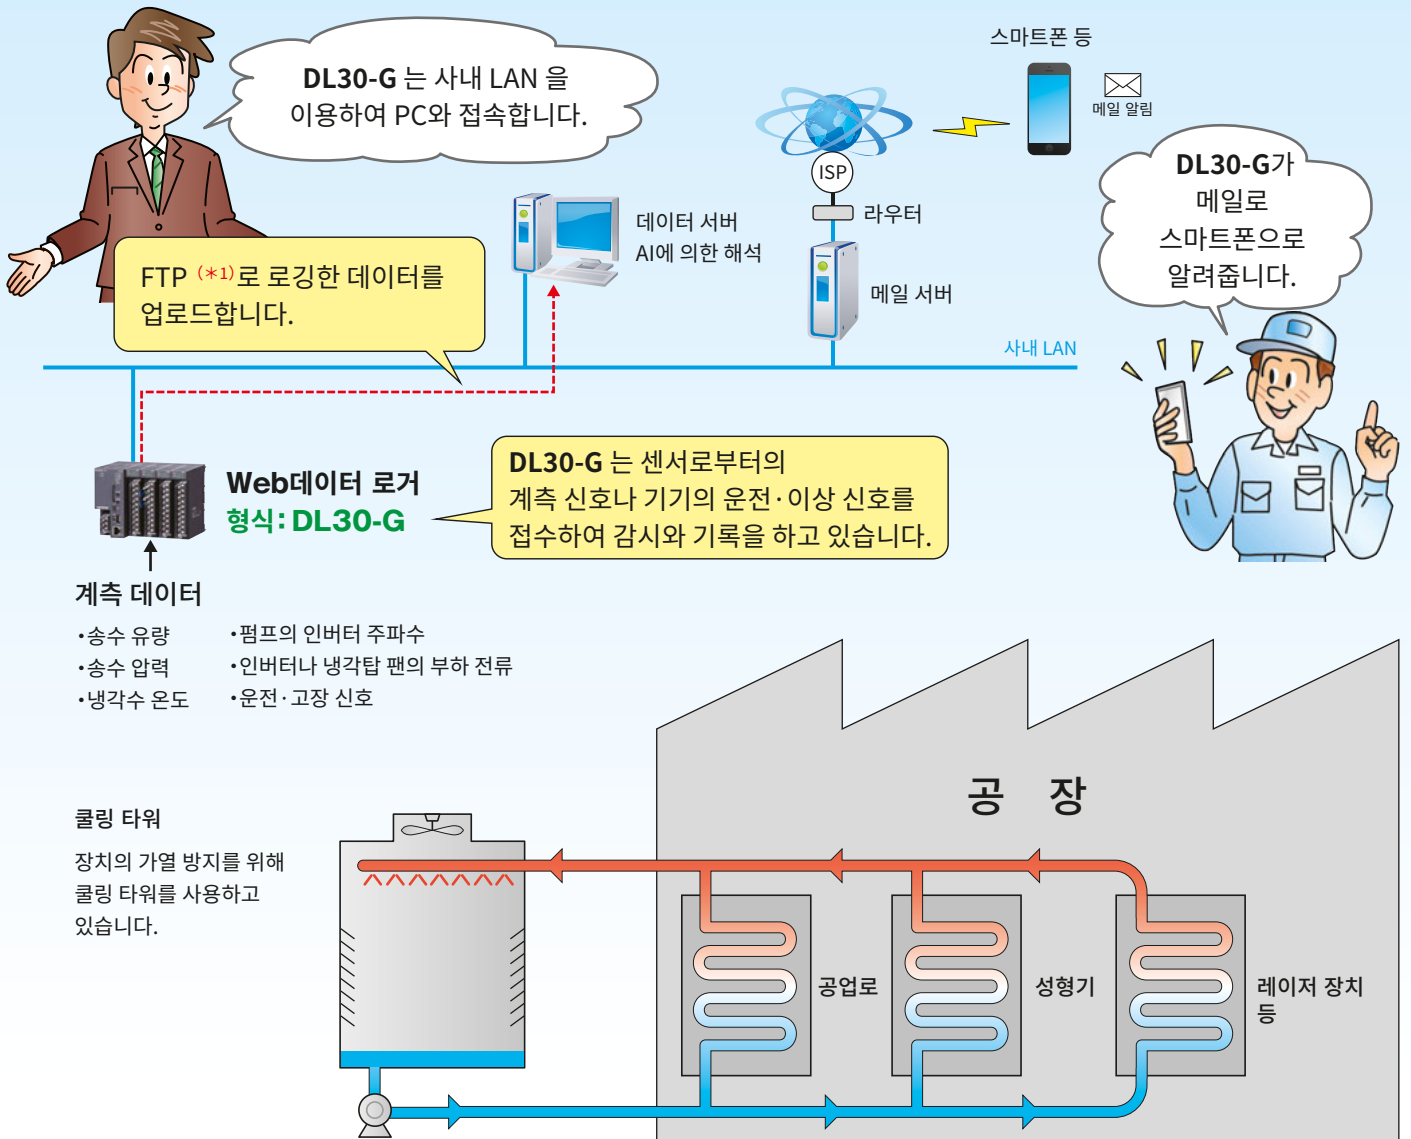 DL30-G 는 사내 LAN 을
이용하여 PC와 접속합니다.
스마트폰 등
메일 알림
ISP
라우터
데이터 서버
AI에 의한 해석
메일 서버
DL30-G가
메일로
스마트폰으로
알려줍니다.
FTP (*1)로 로깅한 데이터를
업로드합니다.
사내 LAN
Web데이터 로거
형식: DL30-G
DL30-G 는 센서로부터의
계측 신호나 기기의 운전·이상 신호를
접수하여 감시와 기록을 하고 있습니다.
계측 데이터
•송수 유량
•송수 압력
•냉각수 온도
•펌프의 인버터 주파수
•인버터나 냉각탑 팬의 부하 전류
•운전·고장 신호
공 장
쿨링 타워
장치의 가열 방지를 위해
쿨링 타워를 사용하고
있습니다.
공업로
성형기
레이저 장치
등